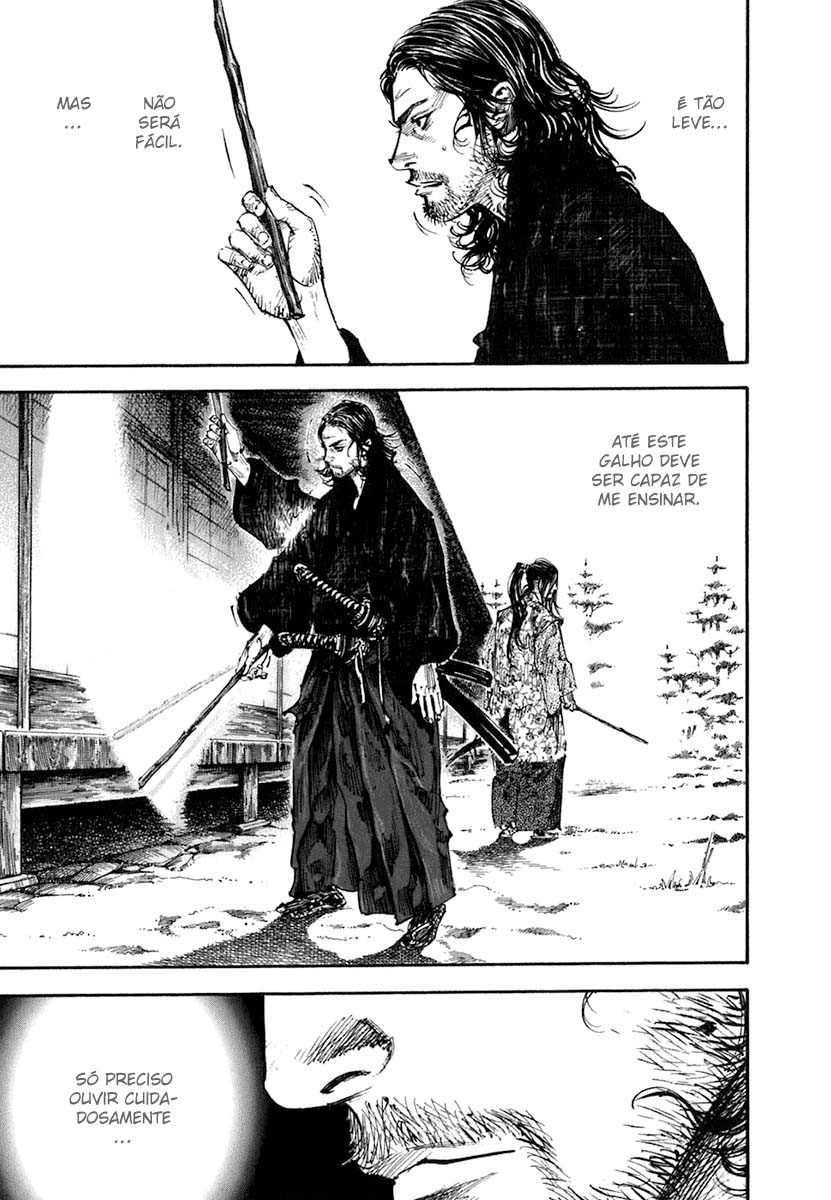 É TÃO
LEVE...
MAS
...
NÃO
SERÁ
FÁCIL.
ATÉ ESTE
GALHO DEVE
SER CAPAZ DE
ME ENSINAR.
SÓ PRECISO
OUVIR CUIDA-
DOSAMENTE
...